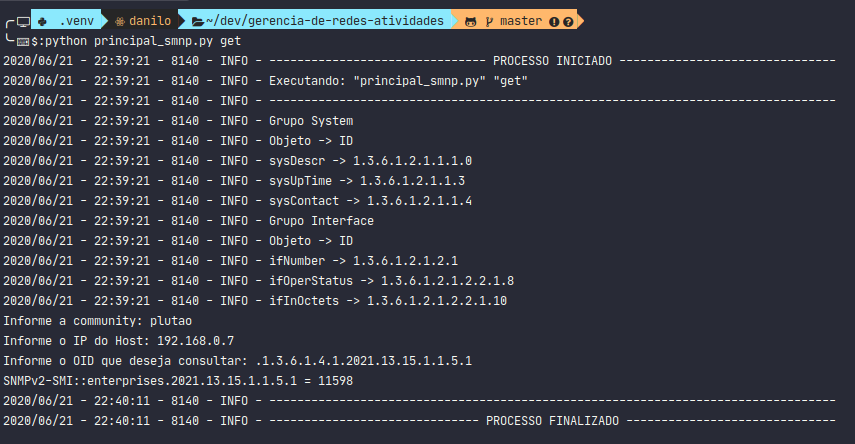 .venv danilo ~/dev/gerencia-de-redes-atividades master
$:python principal_smnp.py get
2020/06/21 - 22:39:21 - 8140 - INFO - ------------------------------- PROCESSO INICIADO -------------------------------
2020/06/21 - 22:39:21 - 8140 - INFO - Executando: "principal_smnp.py" "get"
2020/06/21 - 22:39:21 - 8140 - INFO - ---------------------------------------------------------------------------------
2020/06/21 - 22:39:21 - 8140 - INFO - Grupo System
2020/06/21 - 22:39:21 - 8140 - INFO - Objeto -> ID
2020/06/21 - 22:39:21 - 8140 - INFO - sysDescr -> 1.3.6.1.2.1.1.1.0
2020/06/21 - 22:39:21 - 8140 - INFO - sysUpTime -> 1.3.6.1.2.1.1.3
2020/06/21 - 22:39:21 - 8140 - INFO - sysContact -> 1.3.6.1.2.1.1.4
2020/06/21 - 22:39:21 - 8140 - INFO - Grupo Interface
2020/06/21 - 22:39:21 - 8140 - INFO - Objeto -> ID
2020/06/21 - 22:39:21 - 8140 - INFO - ifNumber -> 1.3.6.1.2.1.2.1
2020/06/21 - 22:39:21 - 8140 - INFO - ifOperStatus -> 1.3.6.1.2.1.2.2.1.8
2020/06/21 - 22:39:21 - 8140 - INFO - ifInOctets -> 1.3.6.1.2.1.2.2.1.10
Informe a community: plutao
Informe o IP do Host: 192.168.0.7
Informe o OID que deseja consultar: .1.3.6.1.4.1.2021.13.15.1.1.5.1
SNMPv2-SMI::enterprises.2021.13.15.1.1.5.1 = 11598
2020/06/21 - 22:40:11 - 8140 - INFO - ---------------------------------------------------------------------------------
2020/06/21 - 22:40:11 - 8140 - INFO - ------------------------------ PROCESSO FINALIZADO ------------------------------